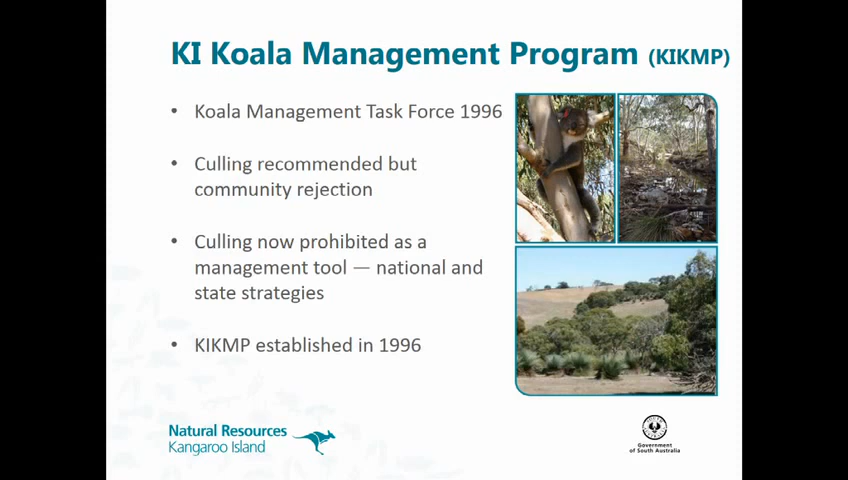 KI Koala Management Program (KIKMP)
• Koala Management Task Force 1996
• Culling recommended but
community rejection
• Culling now prohibited as a
management tool — national and
state strategies
• KIKMP established in 1996
Natural Resources
Kangaroo Island
Government
of South Australia